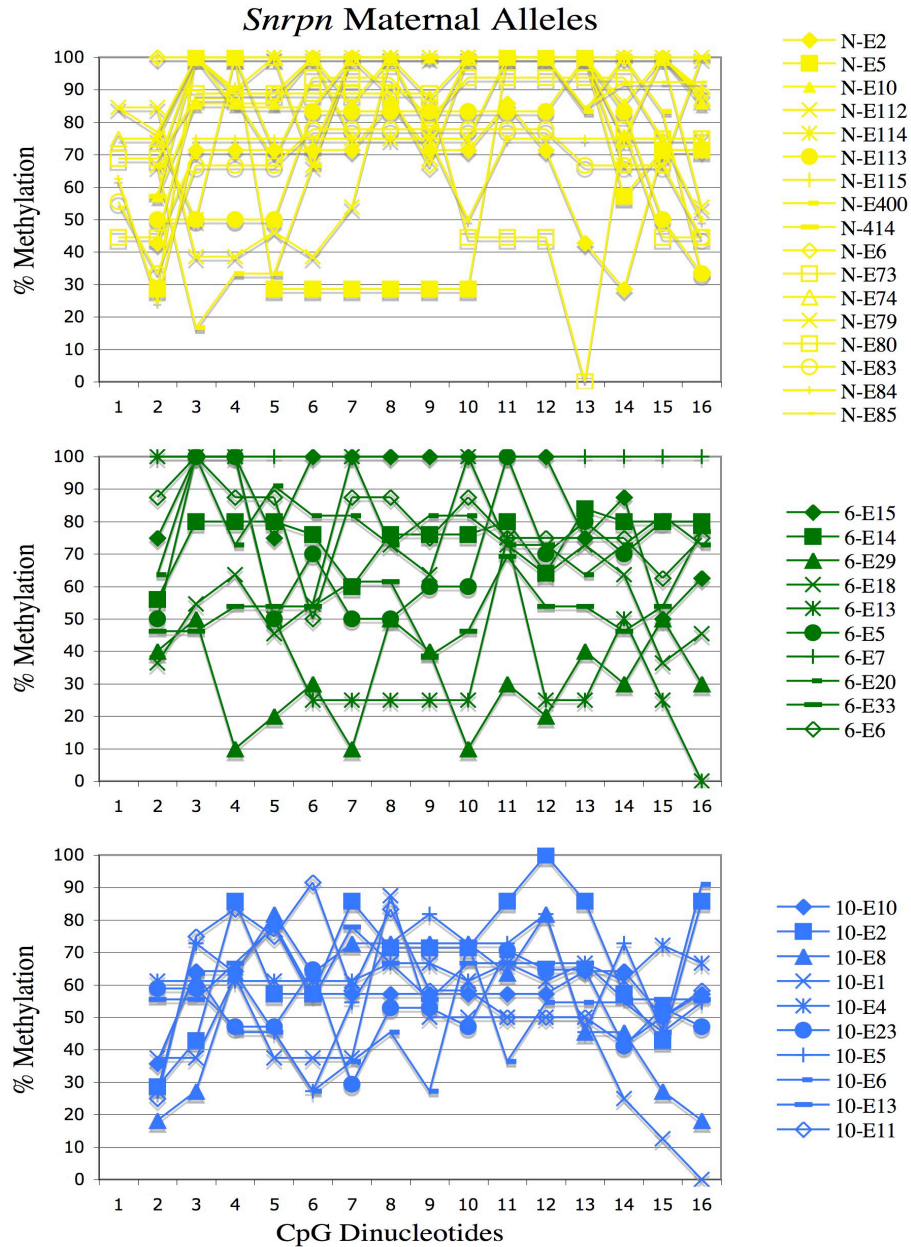 Snrpn Maternal Alleles
% Methylation
100
90
80
70
60
50
40
30
20
10
0
1 2 3 4 5 6 7 8 9 10 11 12 13 14 15 16
N-E2
N-E5
N-E10
N-E112
N-E114
N-E113
N-E115
N-E400
N-414
N-E6
N-E73
N-E74
N-E79
N-E80
N-E83
N-E84
N-E85
% Methylation
100
90
80
70
60
50
40
30
20
10
0
1 2 3 4 5 6 7 8 9 10 11 12 13 14 15 16
6-E15
6-E14
6-E29
6-E18
6-E13
6-E5
6-E7
6-E20
6-E33
6-E6
% Methylation
100
90
80
70
60
50
40
30
20
10
0
1 2 3 4 5 6 7 8 9 10 11 12 13 14 15 16
CpG Dinucleotides
10-E10
10-E2
10-E8
10-E1
10-E4
10-E23
10-E5
10-E6
10-E13
10-E11